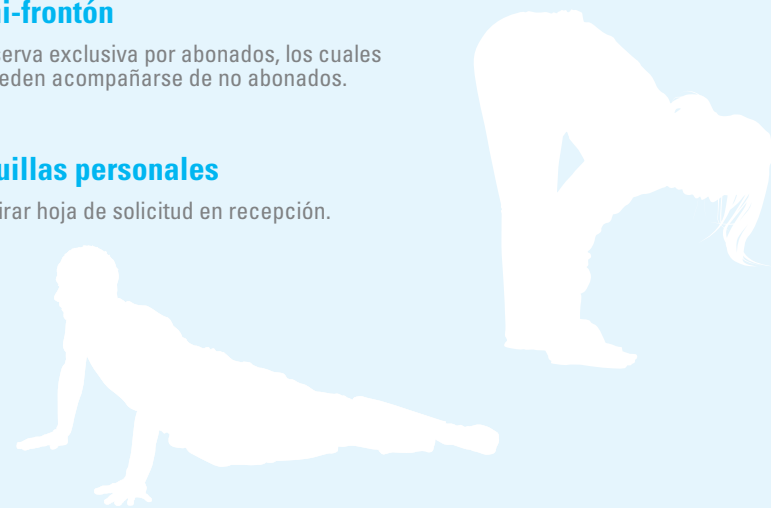 i-frontón
erva exclusiva por abonados, los cuales
eden acompañarse de no abonados.
uillas personales
irar hoja de solicitud en recepción.